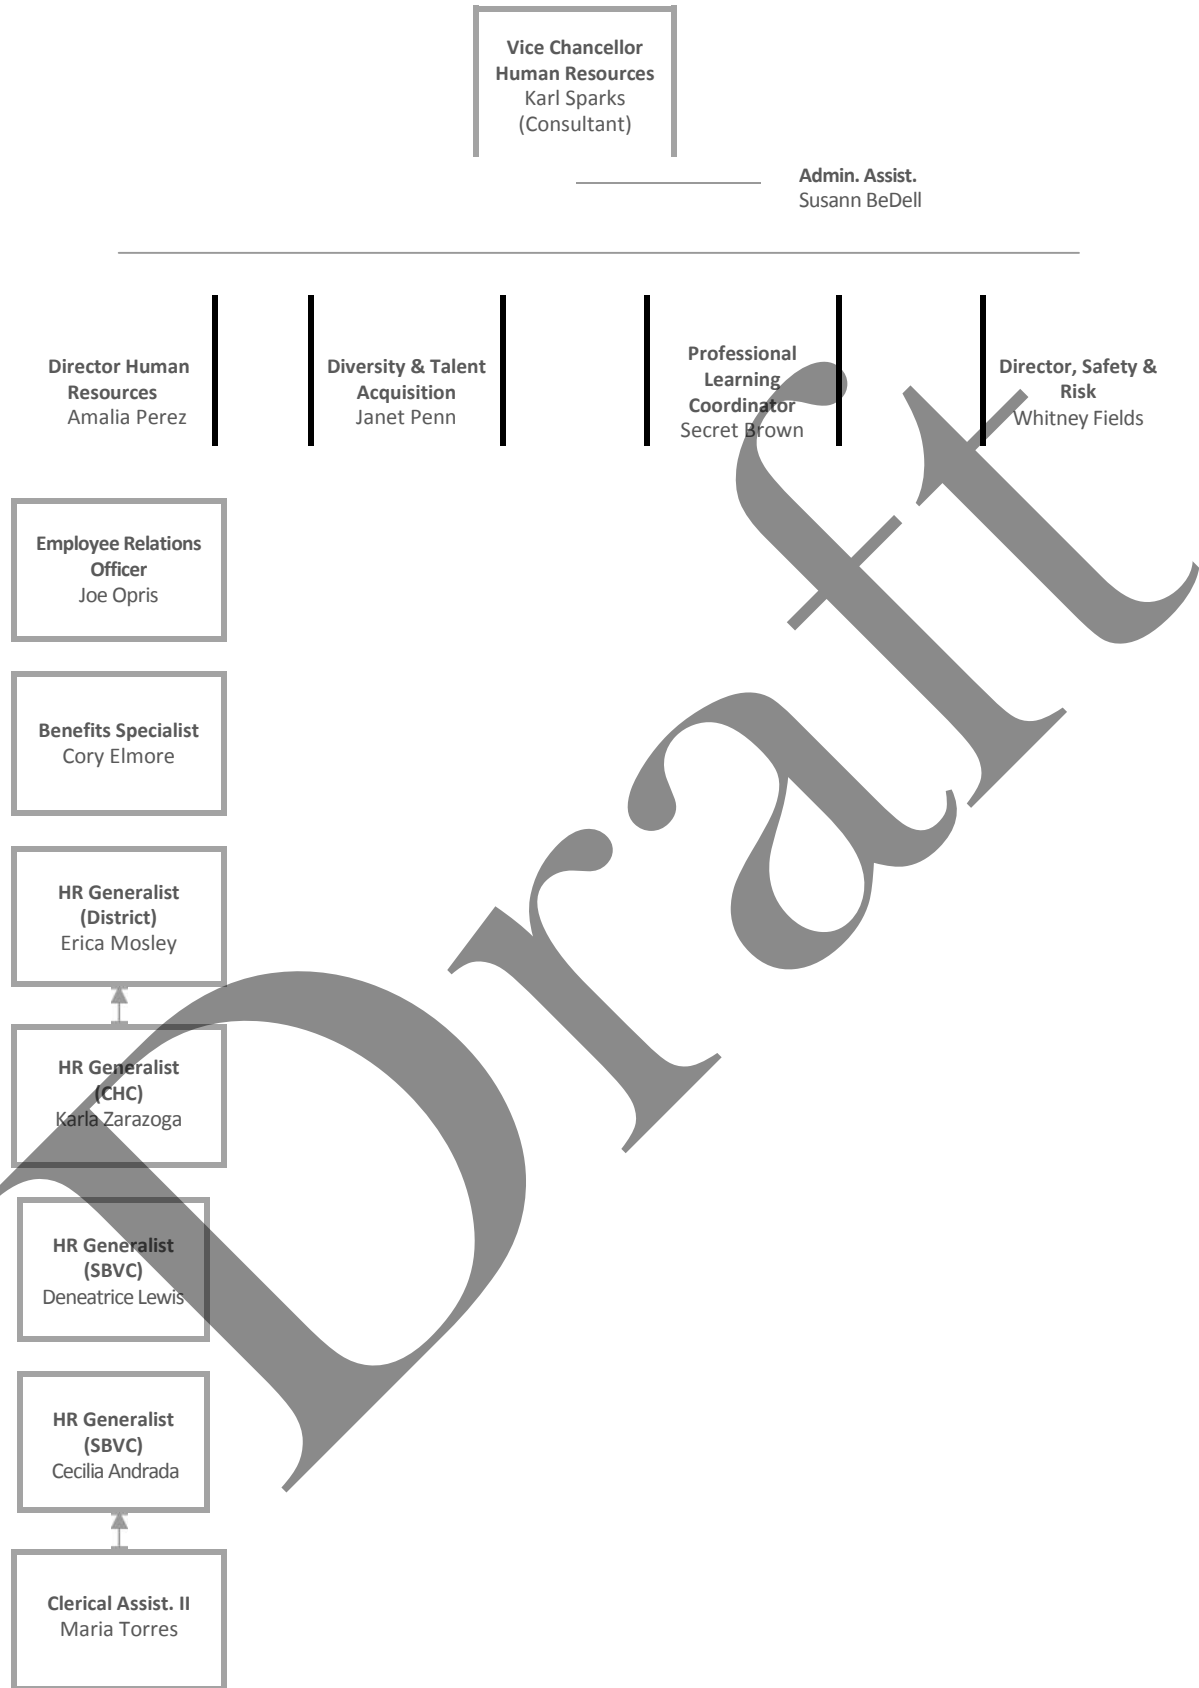 Vice Chancellor
Human Resources
Karl Sparks
(Consultant)
Admin. Assist.
Susann BeDell
Director Human
Resources
Amalia Perez
Diversity & Talent
Acquisition
Janet Penn
Professional
Learning
Coordinator
Secret Brown
Director, Safety &
Risk
Whitney Fields
Employee Relations
Officer
Joe Opris
Benefits Specialist
Cory Elmore
HR Generalist
(District)
Erica Mosley
HR Generalist
(CHC)
Karla Zarazoga
HR Generalist
(SBVC)
Deneatrice Lewis
HR Generalist
(SBVC)
Cecilia Andrada
Clerical Assist. II
Maria Torres
Draft